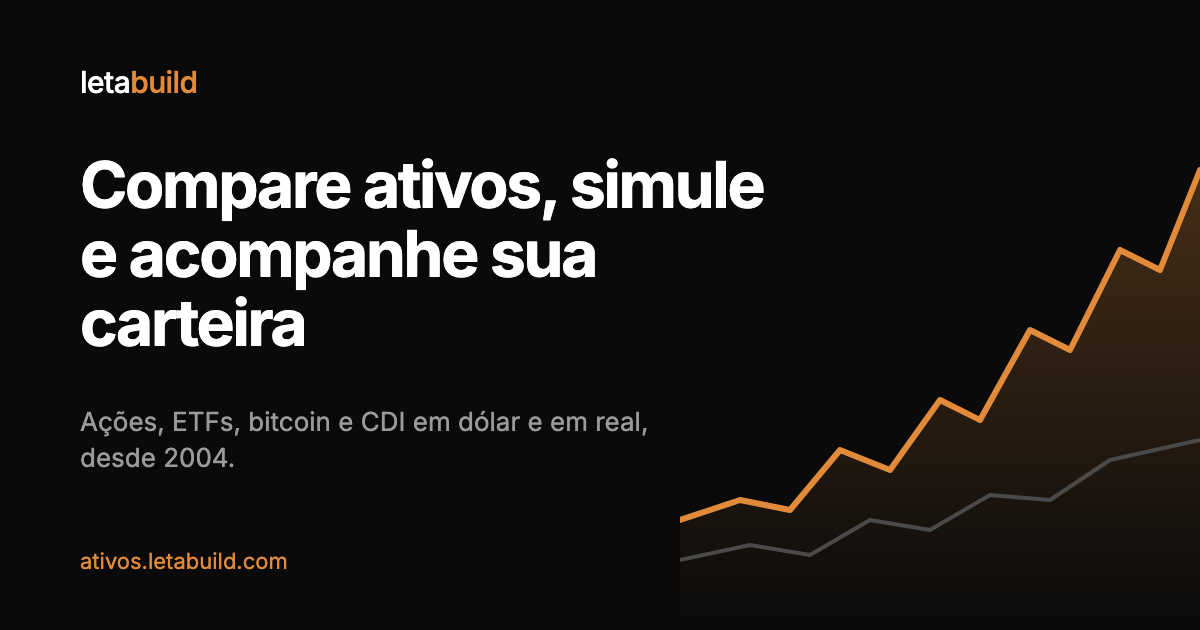 letabuild
Compare ativos, simule
e acompanhe sua
carteira
Ações, ETFs, bitcoin e CDI em dólar e em real,
desde 2004.
ativos.letabuild.com